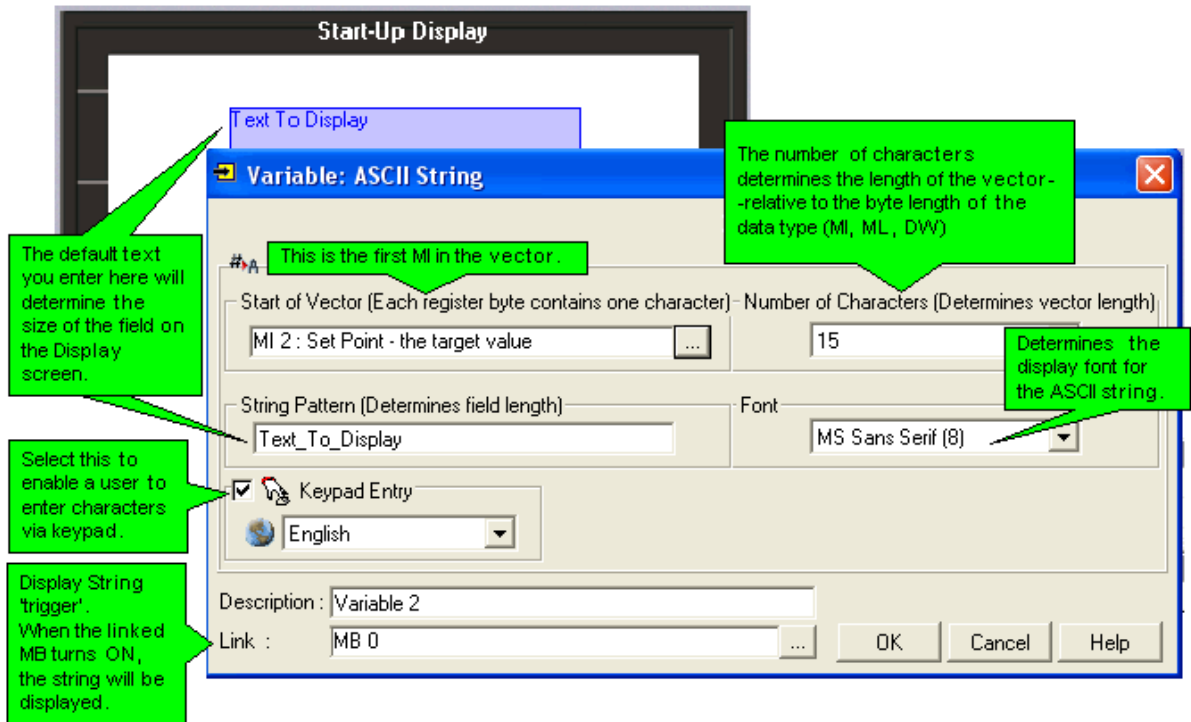 Start-Up Display
Text To Display
Variable: ASCII String
The number of characters
determines the length of the vector-
-relative to the byte length of the
data type (MI, ML, DW)
The default text
you enter here will
determine the
size of the field on
the Display
screen.
This is the first MI in the vector.
#▸A
Start of Vector (Each register byte contains one character)
MI 2 : Set Point - the target value
...
Number of Characters (Determines vector length)
15
Determines the
display font for
the ASCII string.
String Pattern (Determines field length)
Text_To_Display
Font
MS Sans Serif (8)
Select this to
enable a user to
enter characters
via keypad.
Keypad Entry
English
Display String
'trigger'.
When the linked
MB turns ON,
the string will be
displayed.
Description : Variable 2
Link : MB 0
...
OK
Cancel
Help